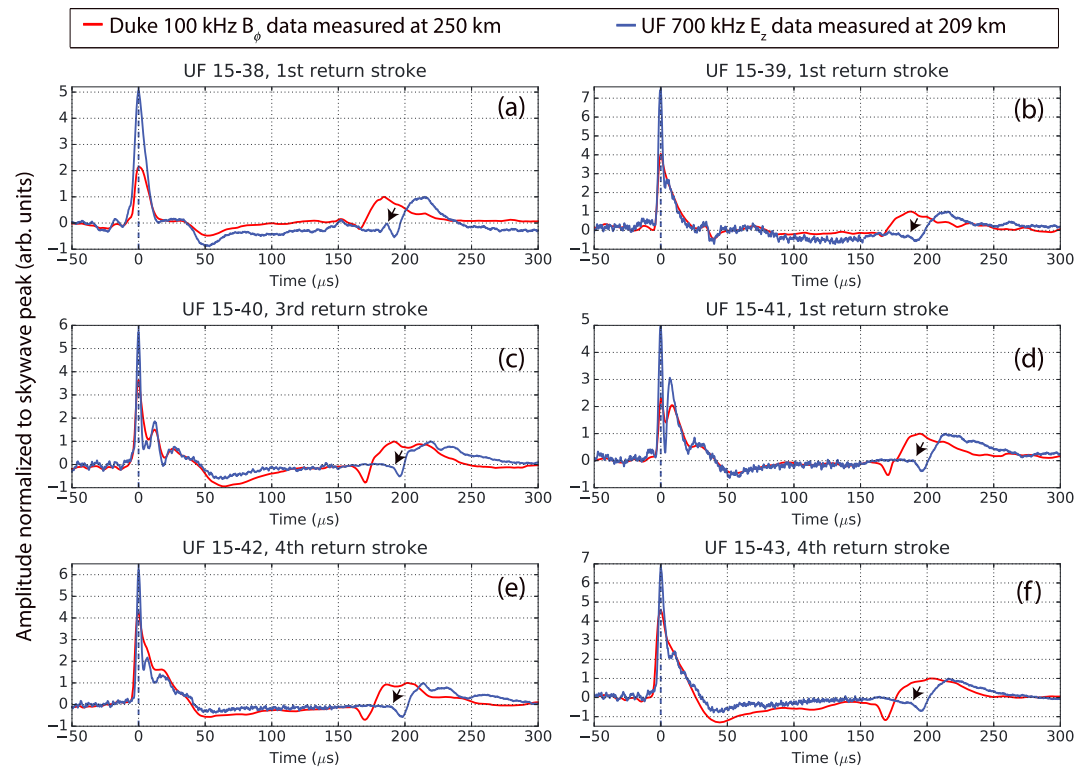 Duke 100 kHz Bϕ data measured at 250 km
UF 700 kHz Ez data measured at 209 km
Amplitude normalized to skywave peak (arb. units)
UF 15-38, 1st return stroke
(a)
5
4
3
2
1
0
−1
−50 0 50 100 150 200 250 300
Time (μs)
UF 15-39, 1st return stroke
(b)
7
6
5
4
3
2
1
0
−1
−50 0 50 100 150 200 250 300
Time (μs)
UF 15-40, 3rd return stroke
(c)
6
5
4
3
2
1
0
−1
−50 0 50 100 150 200 250 300
Time (μs)
UF 15-41, 1st return stroke
(d)
5
4
3
2
1
0
−1
−50 0 50 100 150 200 250 300
Time (μs)
UF 15-42, 4th return stroke
(e)
6
5
4
3
2
1
0
−1
−50 0 50 100 150 200 250 300
Time (μs)
UF 15-43, 4th return stroke
(f)
7
6
5
4
3
2
1
0
−1
−50 0 50 100 150 200 250 300
Time (μs)